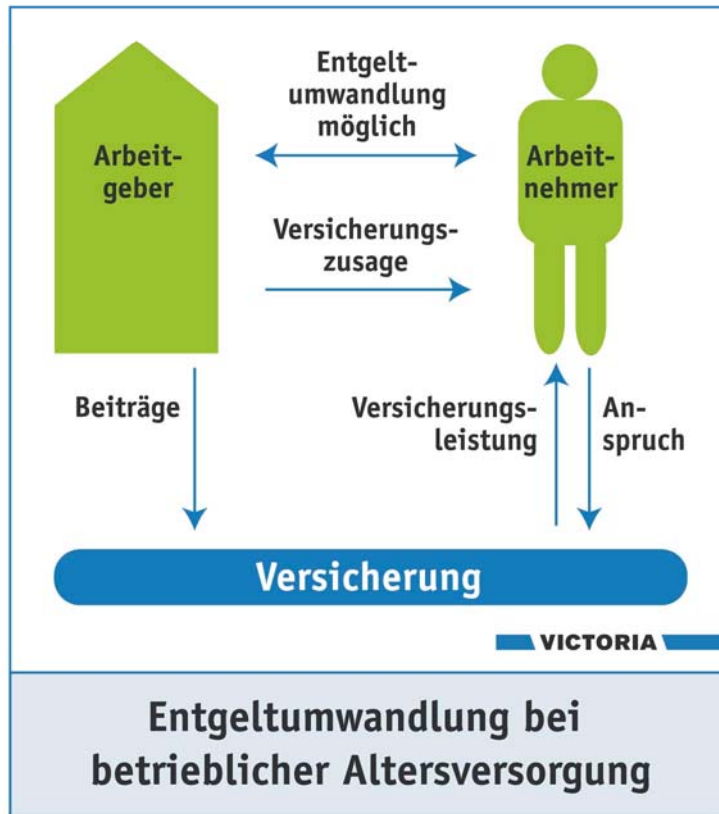 Entgelt-
umwandlung
möglich
Arbeit-
geber
Arbeit-
nehmer
Versicherungs-
zusage
Beiträge
Versicherungs-
leistung
An-
spruch
Versicherung
VICTORIA
Entgeltumwandlung bei
betrieblicher Altersversorgung